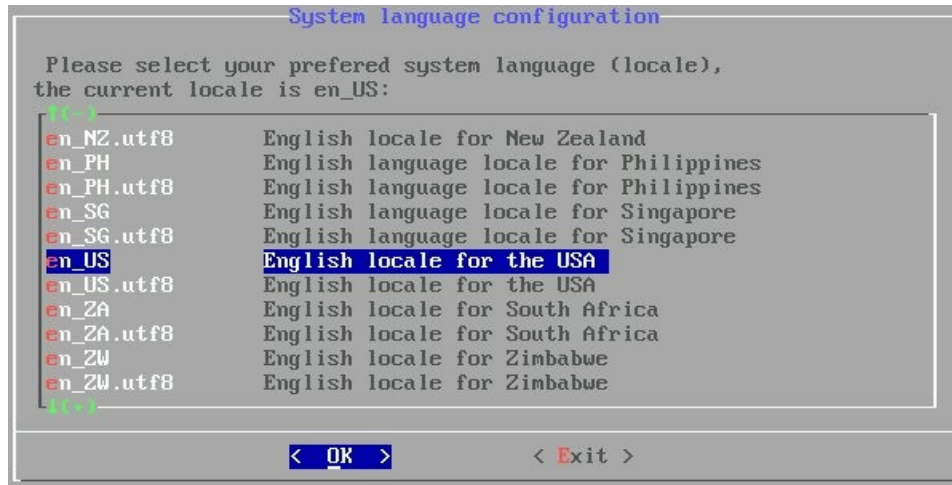 System language configuration
Please select your prefered system language (locale),
the current locale is en_US:
↑(-)
en_NZ.utf8 English locale for New Zealand
en_PH English language locale for Philippines
en_PH.utf8 English language locale for Philippines
en_SG English language locale for Singapore
en_SG.utf8 English language locale for Singapore
en_US English locale for the USA
en_US.utf8 English locale for the USA
en_ZA English locale for South Africa
en_ZA.utf8 English locale for South Africa
en_ZW English locale for Zimbabwe
en_ZW.utf8 English locale for Zimbabwe
↓(+)
< OK > < Exit >